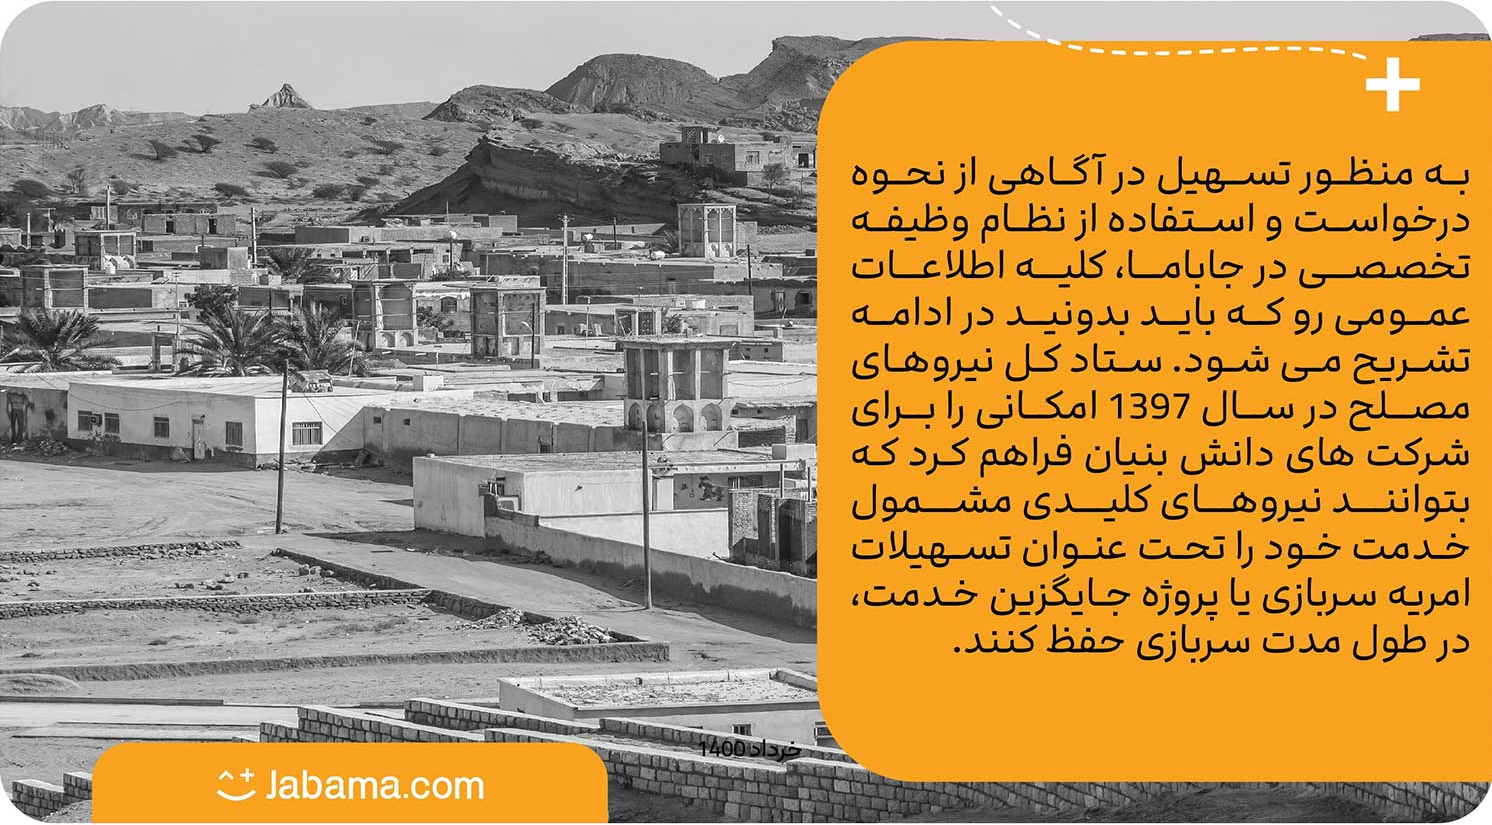 به منظور تسهیل در آگاهی از نحوه
درخواست و استفاده از نظام وظیفه
تخصصی در جاباما، کلیه اطلاعات
عمومی رو که باید بدونید در ادامه
تشریح می شود. ستاد کل نیروهای
مصلح در سال 1397 امکانی را برای
شرکت های دانش بنیان فراهم کرد که
بتوانند نیروهای کلیدی مشمول
خدمت خود را تحت عنوان تسهیلات
امریه سربازی یا پروژه جایگزین خدمت،
در طول مدت سربازی حفظ کنند.
خرداد 1400
Jabama.com